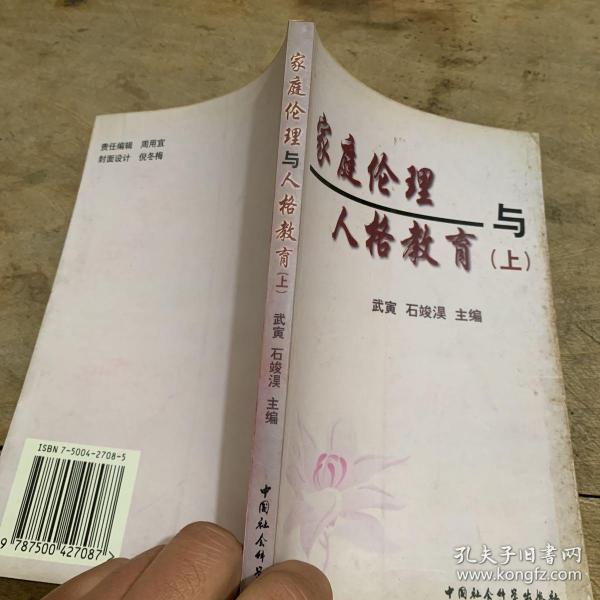 责任编辑 周用宜
封面设计 倪冬梅
ISBN 7-5004-2708-5
9 787500 427087 >
家庭伦理与人格教育(上)
武寅 石竣淏 主编
中国社会科学
家庭伦理
与
人格教育(上)
武寅 石竣淏 主编
中国社会科学出版社
孔夫子旧书网
www.kongfz.com